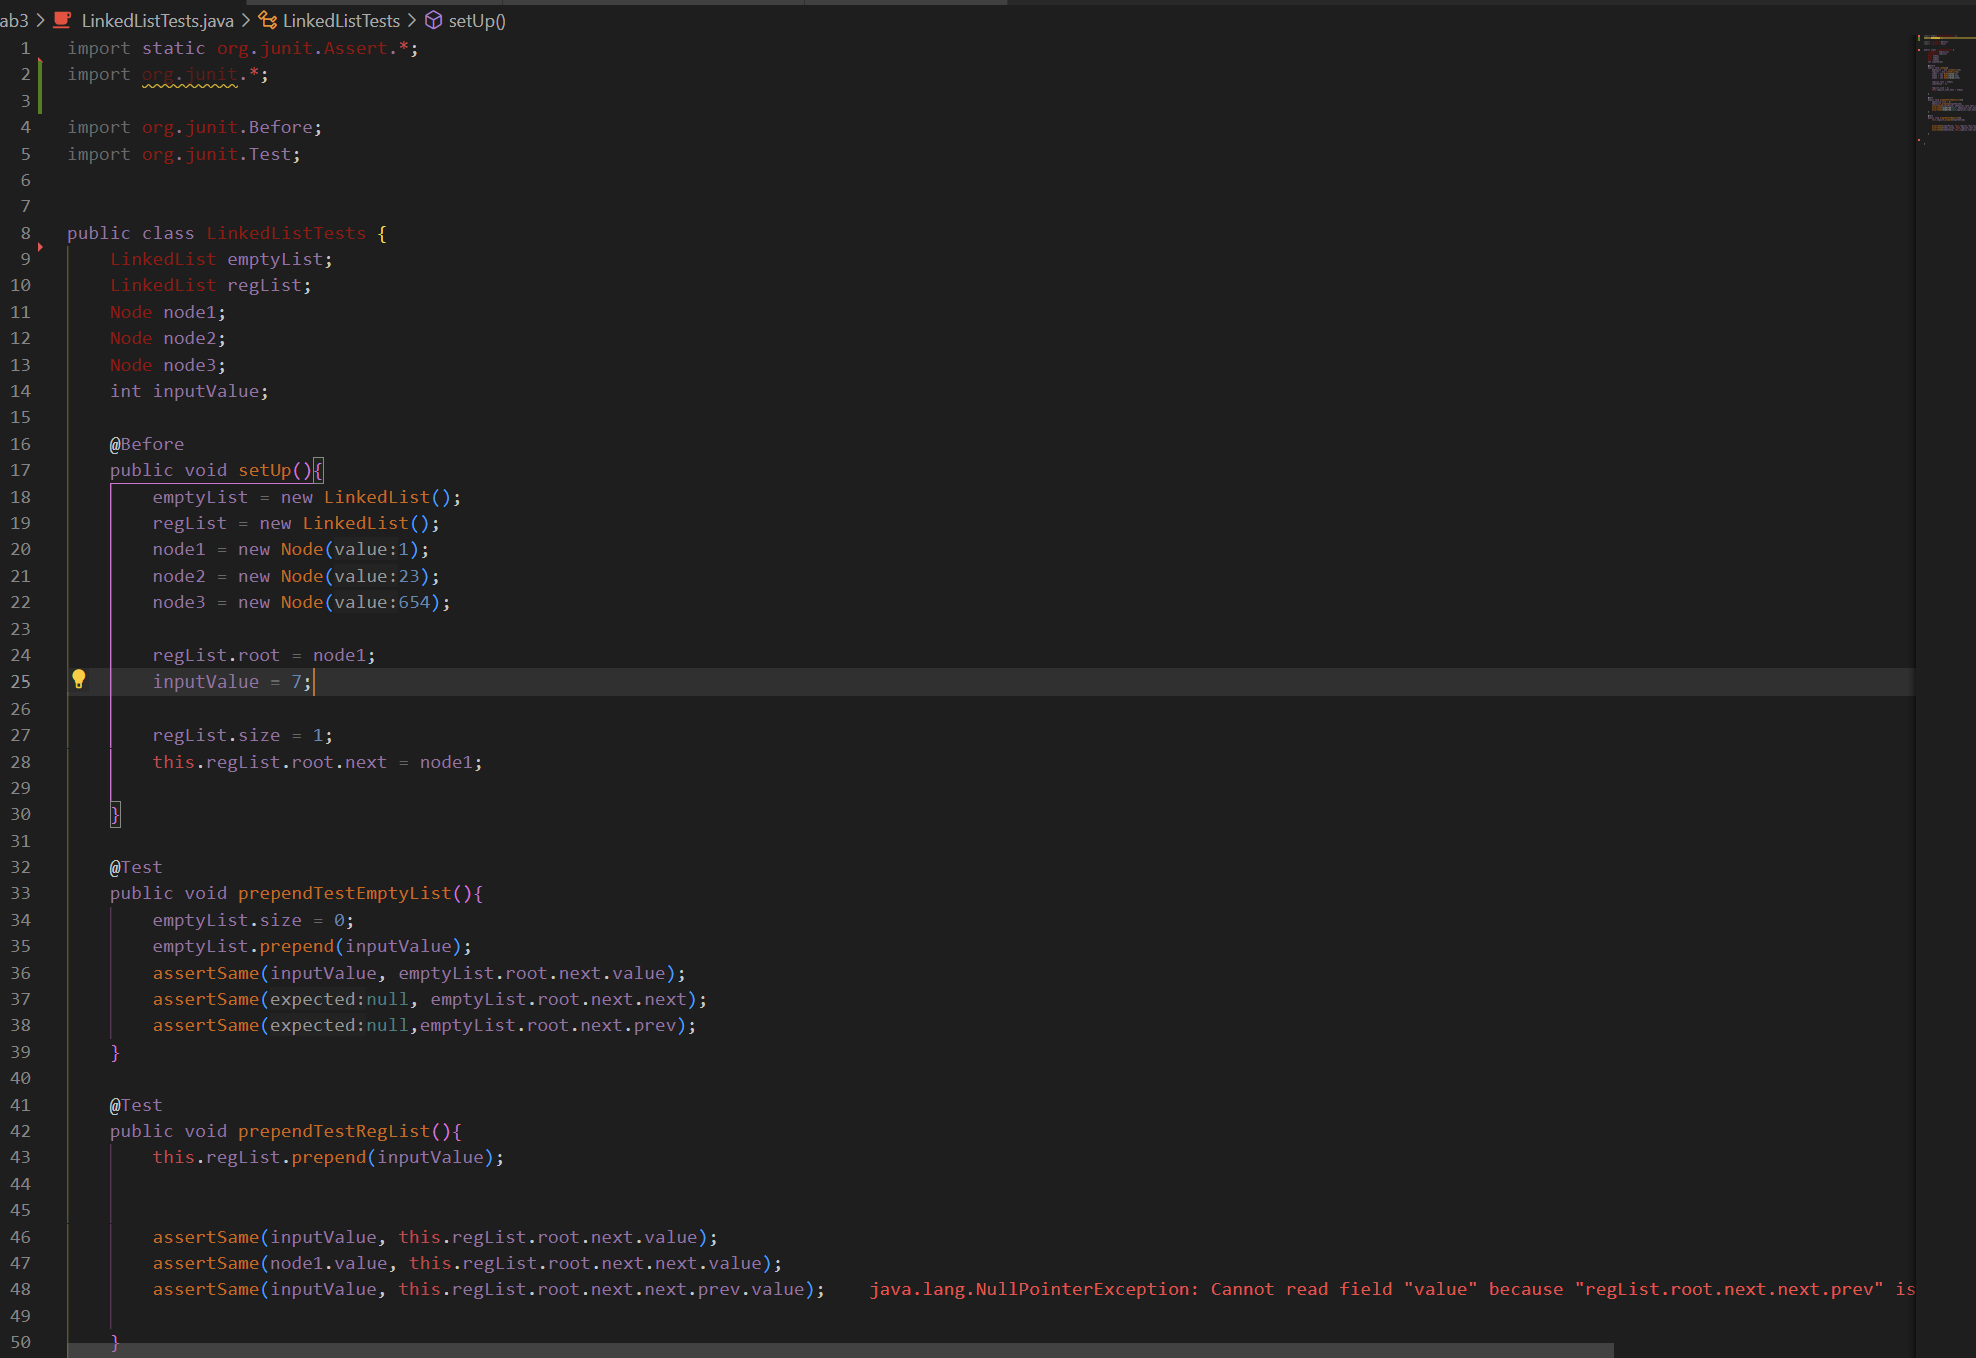 ab3 > LinkedListTests.java > LinkedListTests > setUp()
1 import static org.junit.Assert.*;
2 import org.junit.*;
3
4 import org.junit.Before;
5 import org.junit.Test;
6
7
8 public class LinkedListTests {
9 LinkedList emptyList;
10 LinkedList regList;
11 Node node1;
12 Node node2;
13 Node node3;
14 int inputValue;
15
16 @Before
17 public void setUp(){
18 emptyList = new LinkedList();
19 regList = new LinkedList();
20 node1 = new Node(value:1);
21 node2 = new Node(value:23);
22 node3 = new Node(value:654);
23
24 regList.root = node1;
25 inputValue = 7;
26
27 regList.size = 1;
28 this.regList.root.next = node1;
29
30 }
31
32 @Test
33 public void prependTestEmptyList(){
34 emptyList.size = 0;
35 emptyList.prepend(inputValue);
36 assertSame(inputValue, emptyList.root.next.value);
37 assertSame(expected:null, emptyList.root.next.next);
38 assertSame(expected:null,emptyList.root.next.prev);
39 }
40
41 @Test
42 public void prependTestRegList(){
43 this.regList.prepend(inputValue);
44
45
46 assertSame(inputValue, this.regList.root.next.value);
47 assertSame(node1.value, this.regList.root.next.next.value);
48 assertSame(inputValue, this.regList.root.next.next.prev.value); java.lang.NullPointerException: Cannot read field "value" because "regList.root.next.next.prev" is
49
50 }